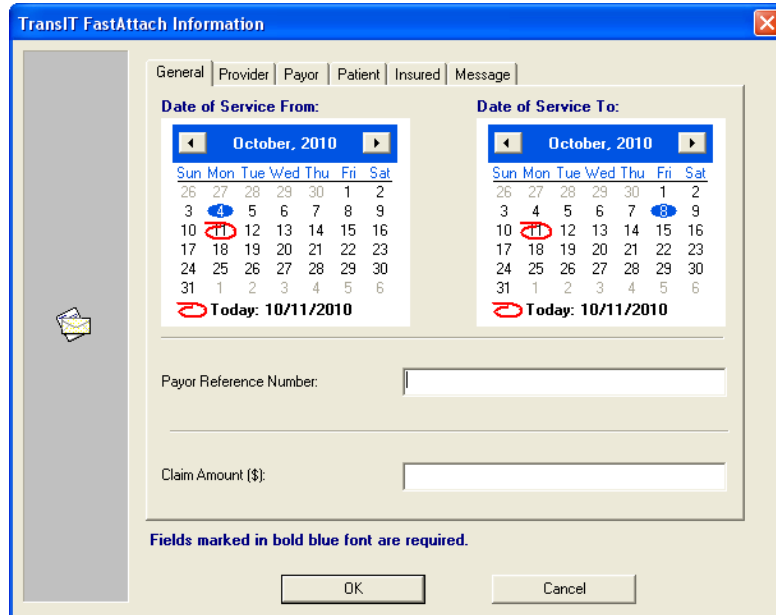 TransIT FastAttach Information
General Provider Payor Patient Insured Message
Date of Service From: Date of Service To:
October, 2010 October, 2010
Sun Mon Tue Wed Thu Fri Sat Sun Mon Tue Wed Thu Fri Sat
26 27 28 29 30 1 2 26 27 28 29 30 1 2
3 4 5 6 7 8 9 3 4 5 6 7 8 9
10 11 12 13 14 15 16 10 11 12 13 14 15 16
17 18 19 20 21 22 23 17 18 19 20 21 22 23
24 25 26 27 28 29 30 24 25 26 27 28 29 30
31 1 2 3 4 5 6 31 1 2 3 4 5 6
Today: 10/11/2010 Today: 10/11/2010
Payor Reference Number:
Claim Amount ($):
Fields marked in bold blue font are required.
OK Cancel